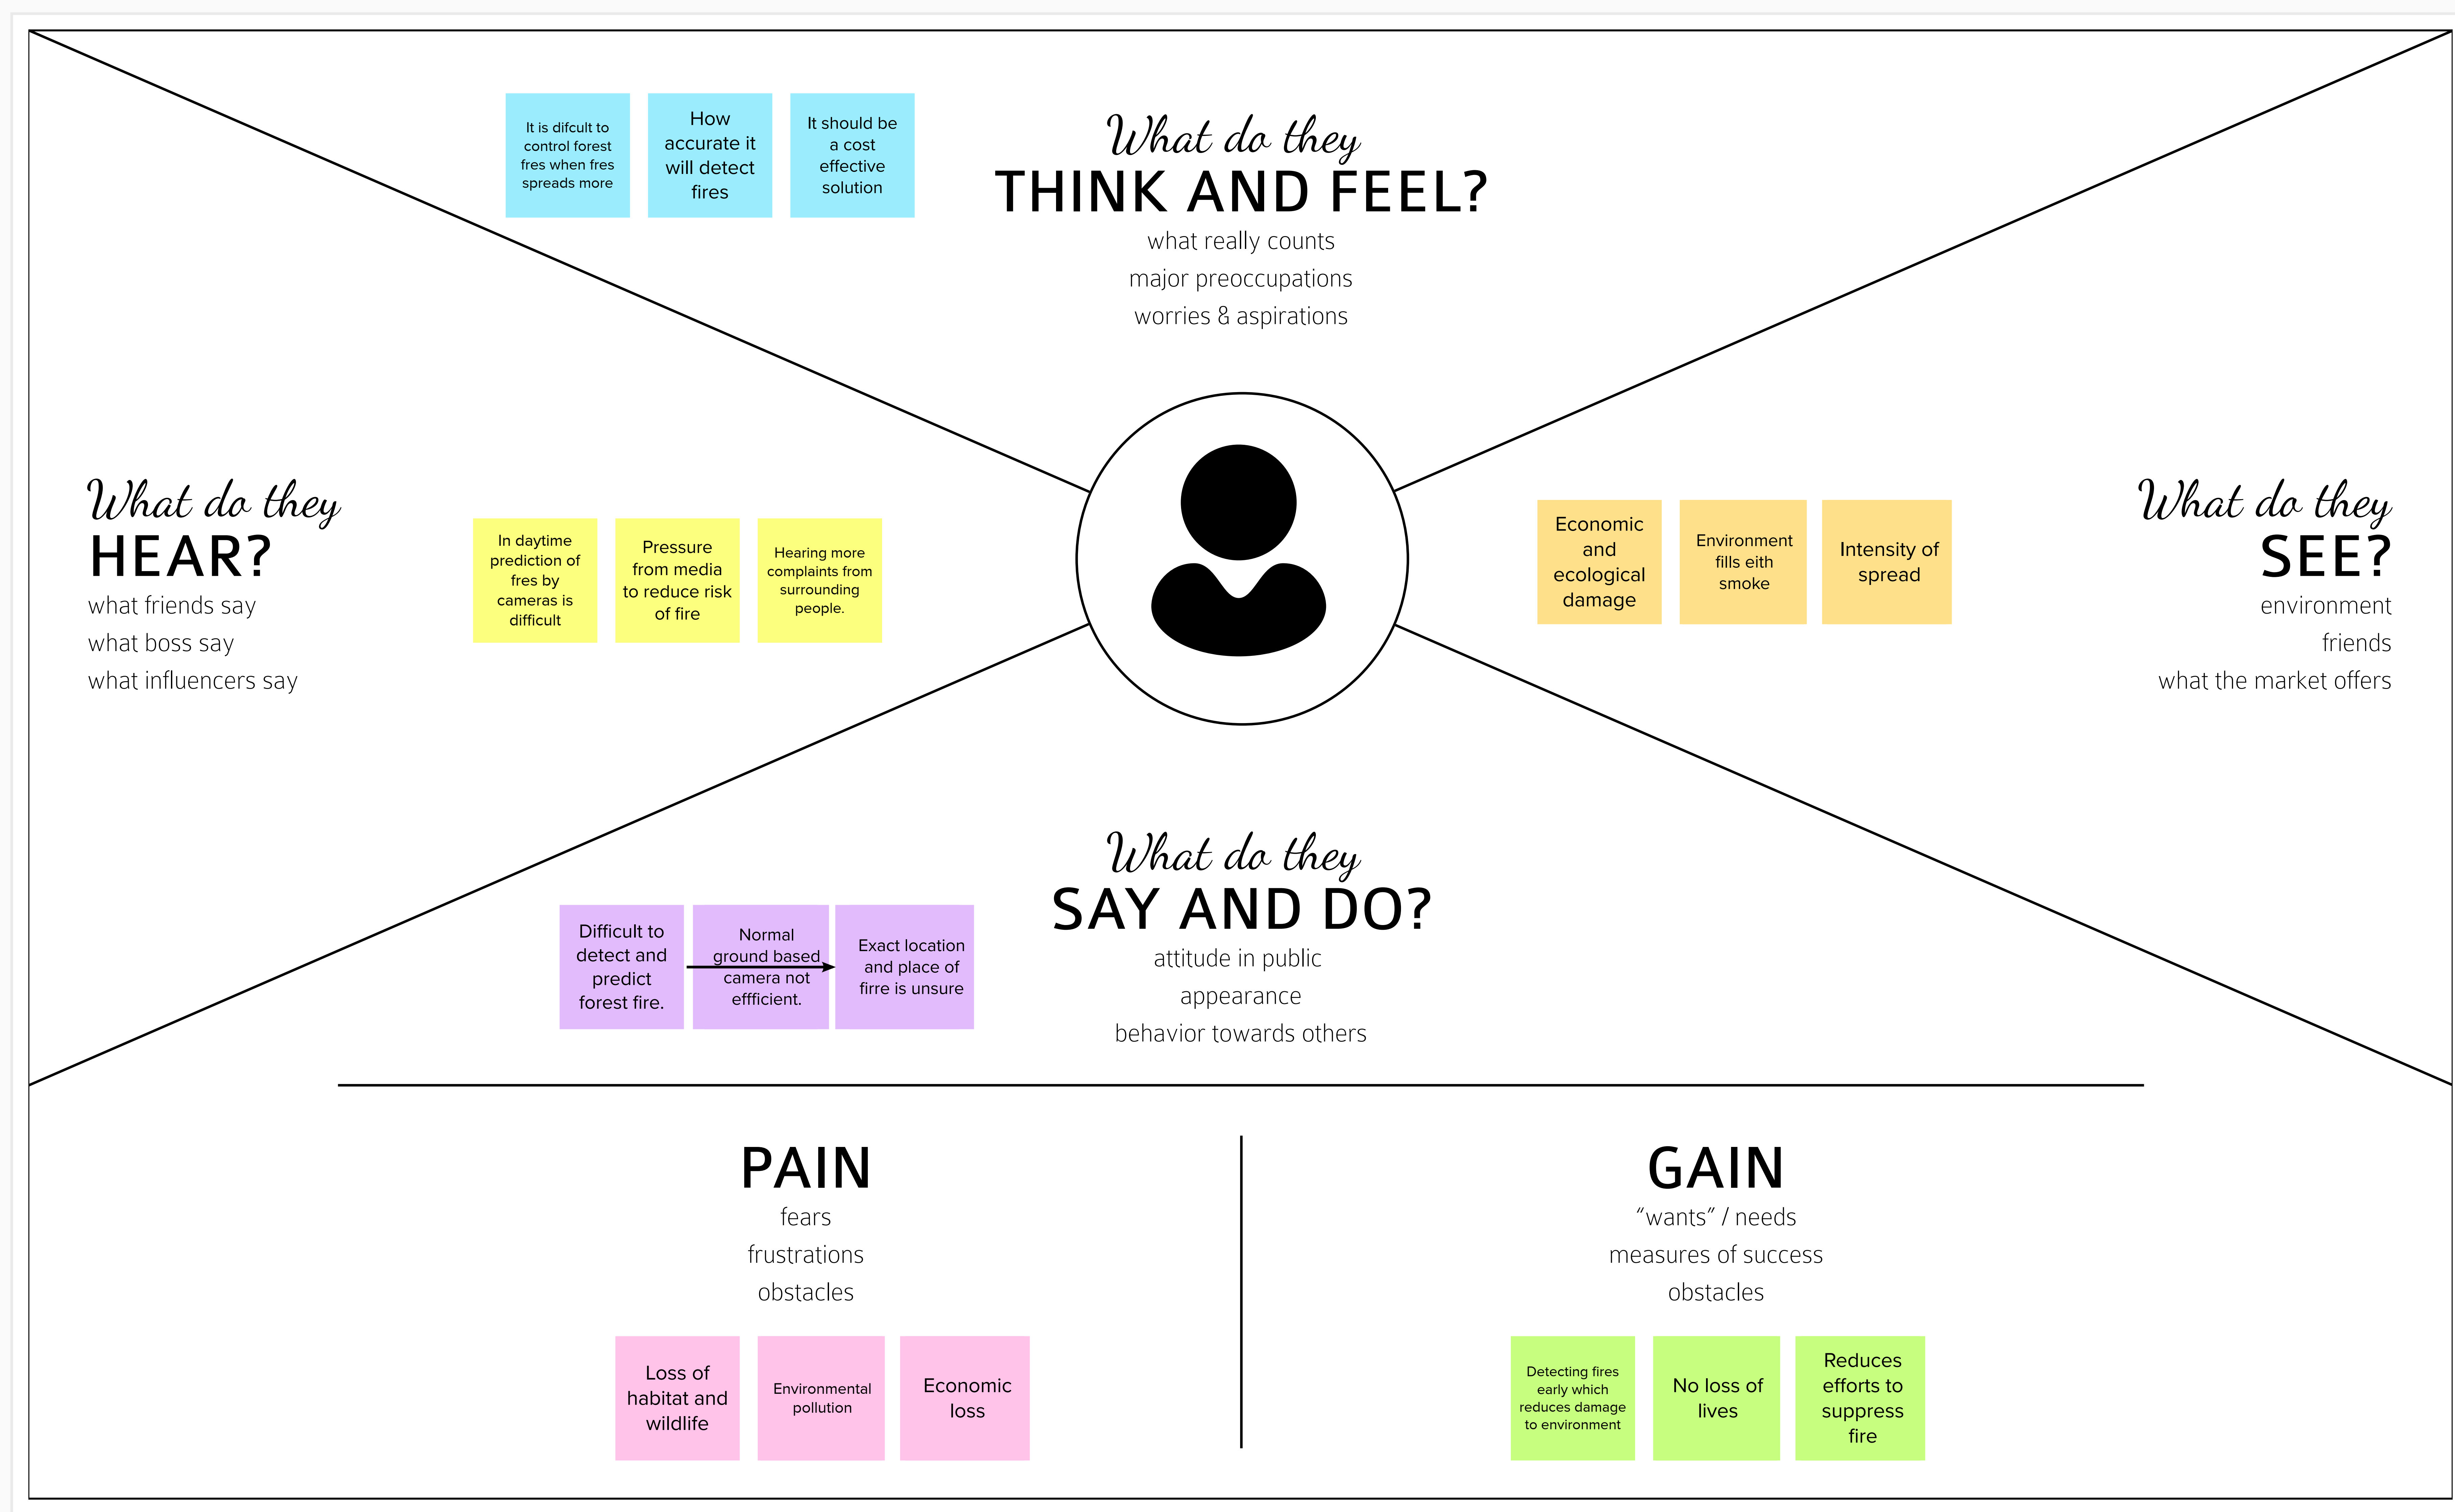 It is difcult to
control forest
fres when fres
spreads more
How
accurate it
will detect
fires
It should be
a cost
effective
solution
What do they
THINK AND FEEL?
what really counts
major preoccupations
worries & aspirations
What do they
HEAR?
what friends say
what boss say
what influencers say
In daytime
prediction of
fres by
cameras is
difficult
Pressure
from media
to reduce risk
of fire
Hearing more
complaints from
surrounding
people.
Economic
and
ecological
damage
Environment
fills eith
smoke
Intensity of
spread
What do they
SEE?
environment
friends
what the market offers
What do they
SAY AND DO?
attitude in public
appearance
behavior towards others
Difficult to
detect and
predict
forest fire.
Normal
ground based
camera not
effficient.
Exact location
and place of
firre is unsure
PAIN
fears
frustrations
obstacles
Loss of
habitat and
wildlife
Environmental
pollution
Economic
loss
GAIN
“wants” / needs
measures of success
obstacles
Detecting fires
early which
reduces damage
to environment
No loss of
lives
Reduces
efforts to
suppress
fire